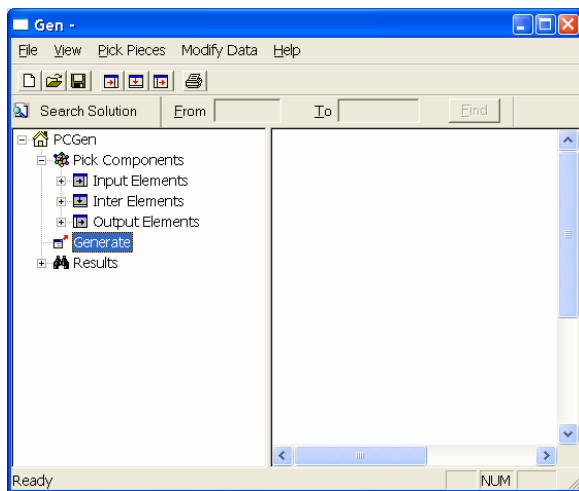 Gen -
File View Pick Pieces Modify Data Help
Search Solution From To Find
PCGen
Pick Components
Input Elements
Inter Elements
Output Elements
Generate
Results
Ready NUM